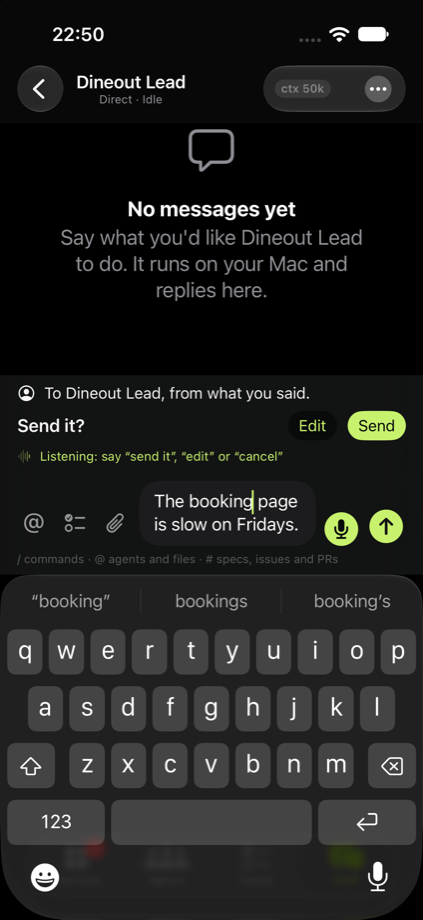 22:50
Dineout Lead
Direct · Idle
ctx 50k
No messages yet
Say what you'd like Dineout Lead
to do. It runs on your Mac and
replies here.
To Dineout Lead, from what you said.
Send it?
Edit
Send
Listening: say “send it”, “edit” or “cancel”
The booking page
is slow on Fridays.
/ commands · @ agents and files · # specs, issues and PRs
“booking”
bookings
booking's
q w e r t y u i o p
a s d f g h j k l
z x c v b n m
123